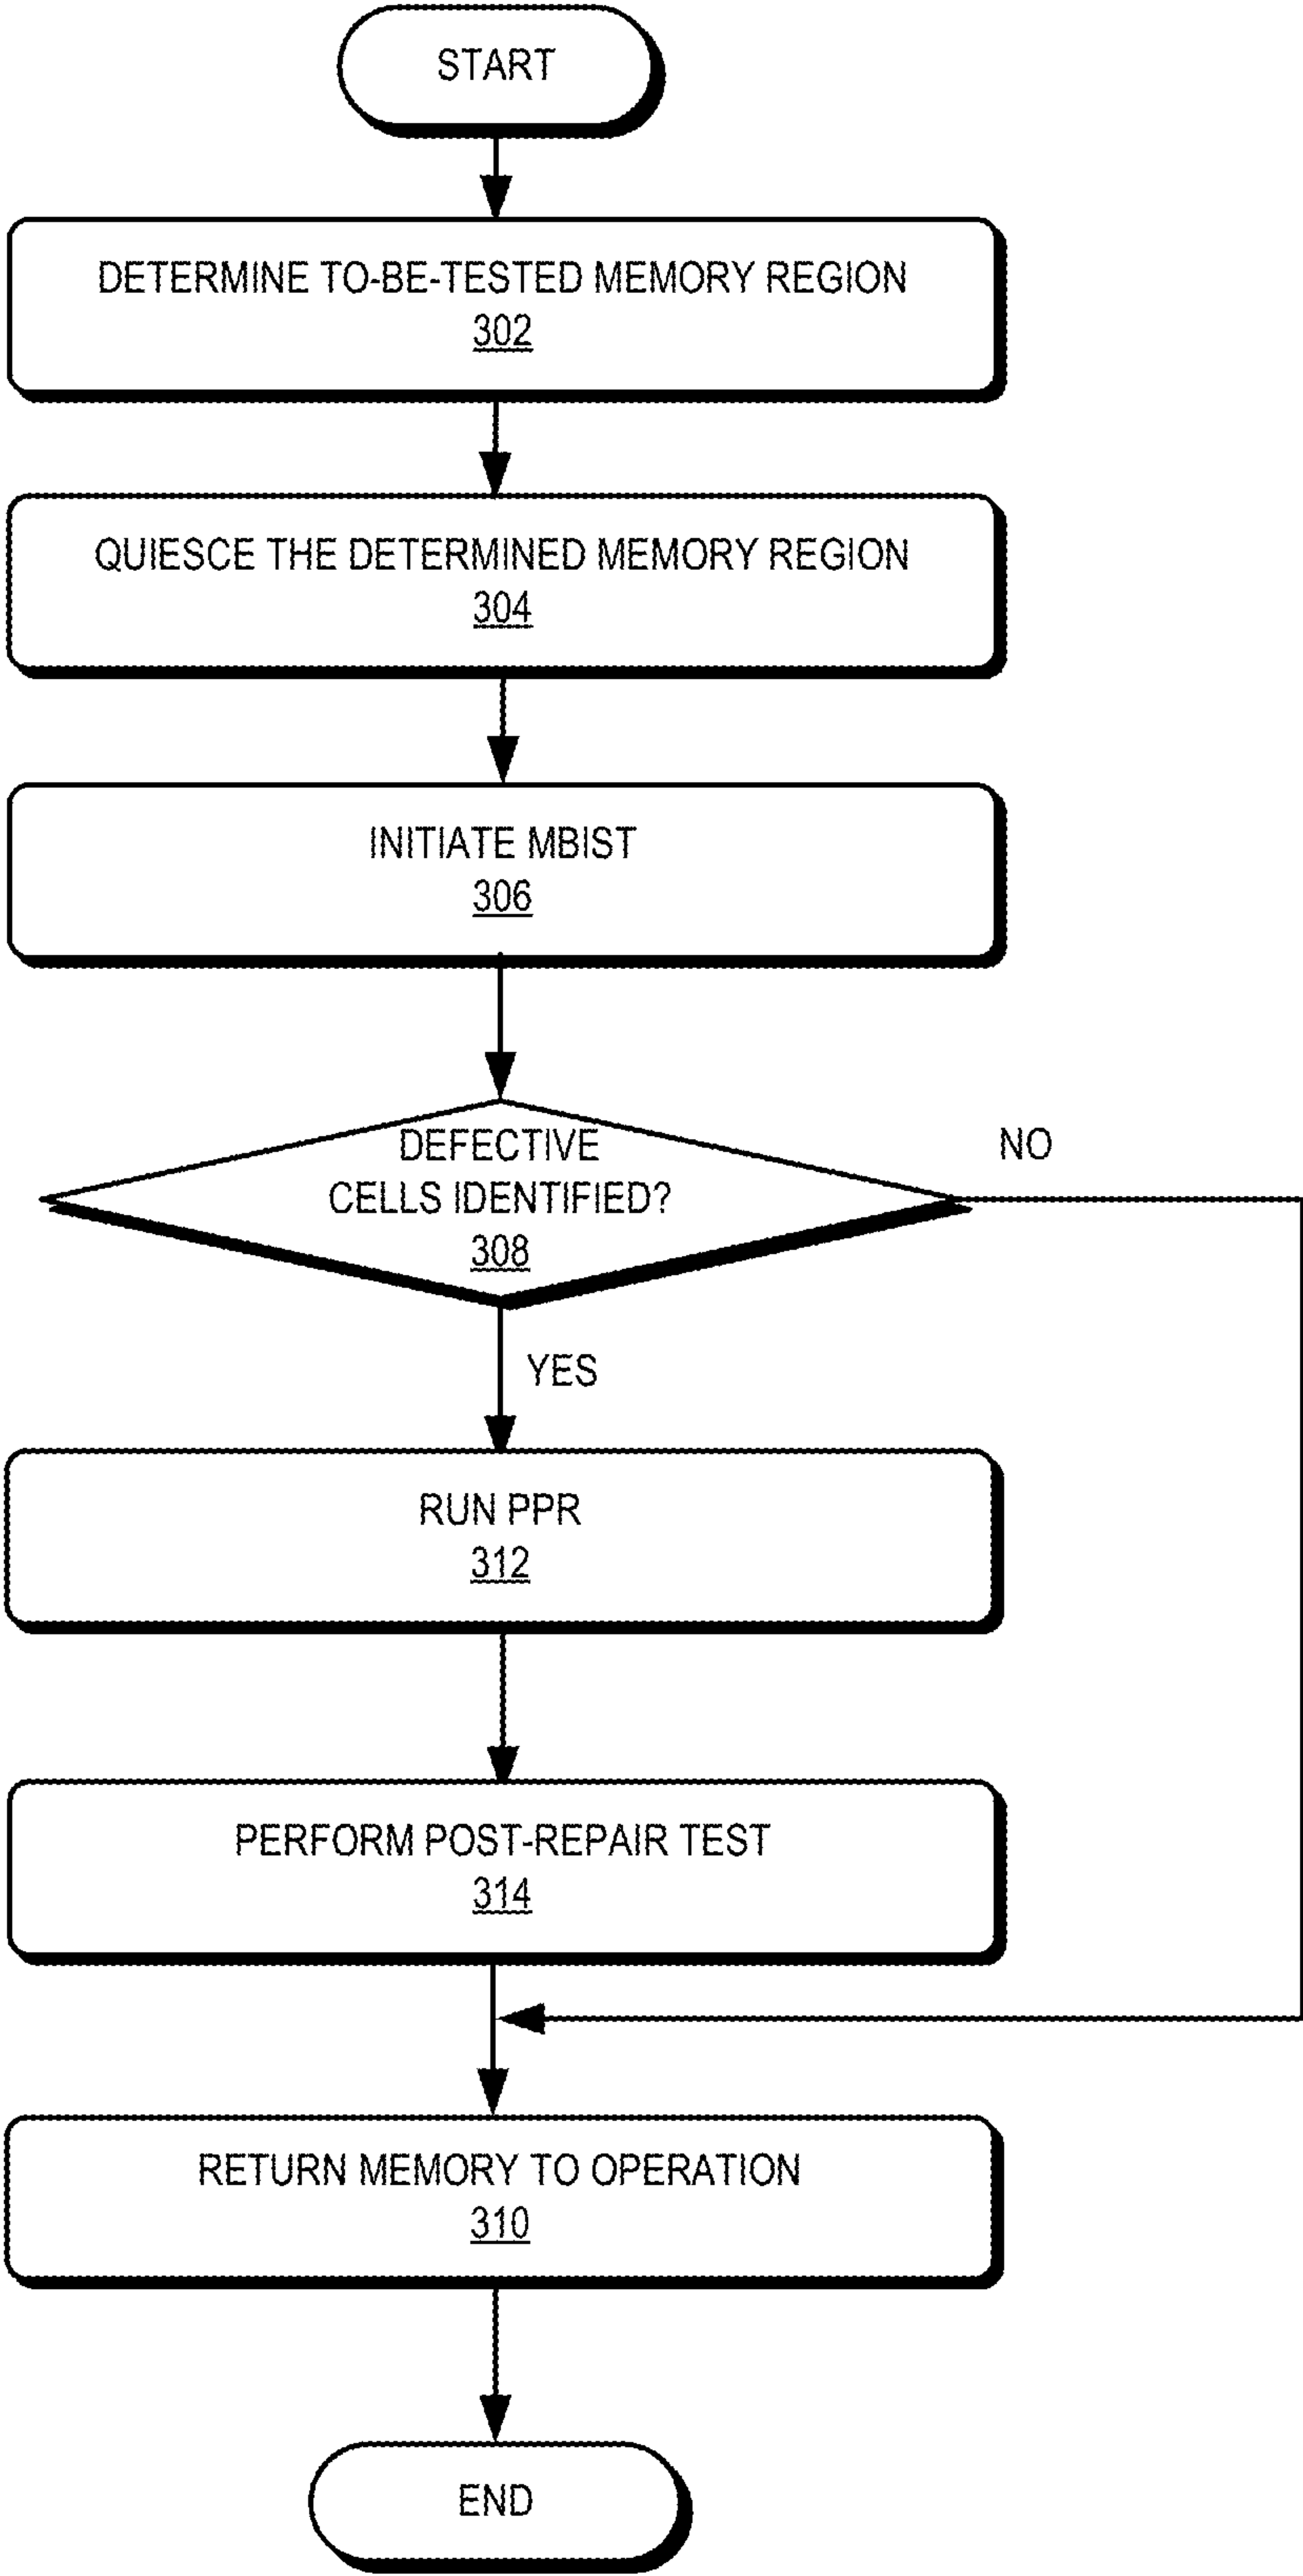 START
DETERMINE TO-BE-TESTED MEMORY REGION
302
QUIESCE THE DETERMINED MEMORY REGION
304
INITIATE MBIST
306
DEFECTIVE
CELLS IDENTIFIED?
308
NO
YES
RUN PPR
312
PERFORM POST-REPAIR TEST
314
RETURN MEMORY TO OPERATION
310
END